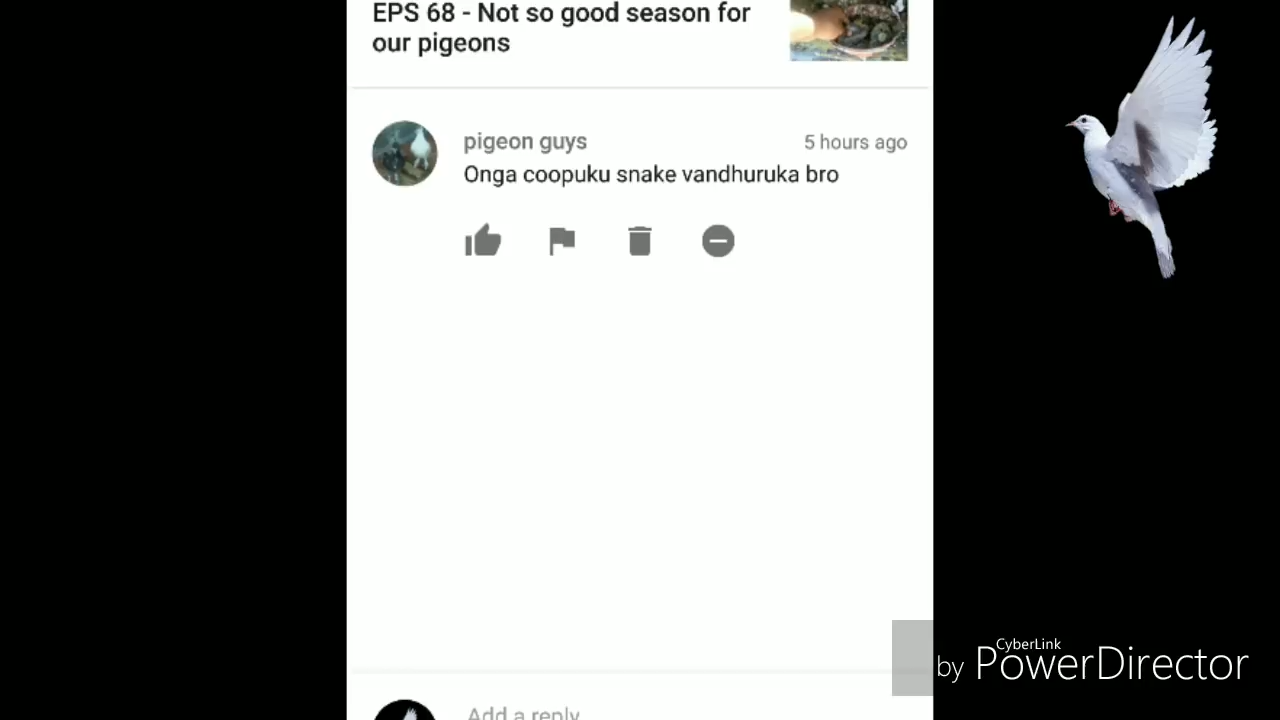 EPS 68 - Not so good season for
our pigeons
pigeon guys
5 hours ago
Onga coopuku snake vandhuruka bro
Add a reply
CyberLink
by PowerDirector